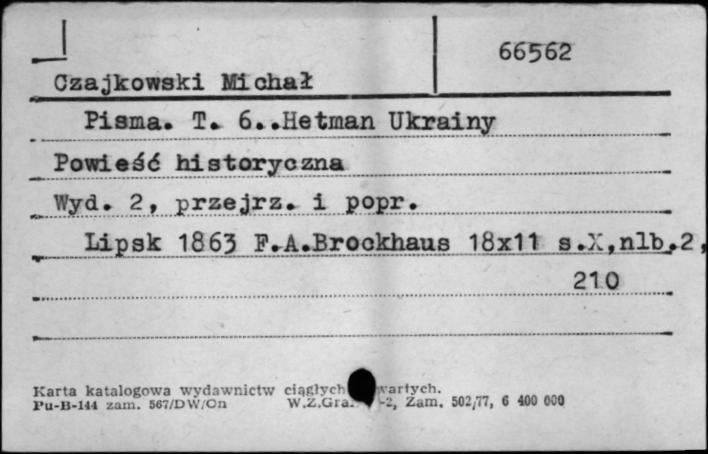 66562
Czajkowski Michał
Pisma. T. 6..Hetman Ukrainy
Powieść historyczna
Wyd. 2, przejrz. i popr.
Lipsk 1863 F.A.Brockhaus 18x11 s.X,nlb.2,
210
Karta katalogowa wydawnictw ciągłych
Pu-B-144 zam. 567/DW/On W.Z.Gra. -2, Zam. 502/77, 6 400 000